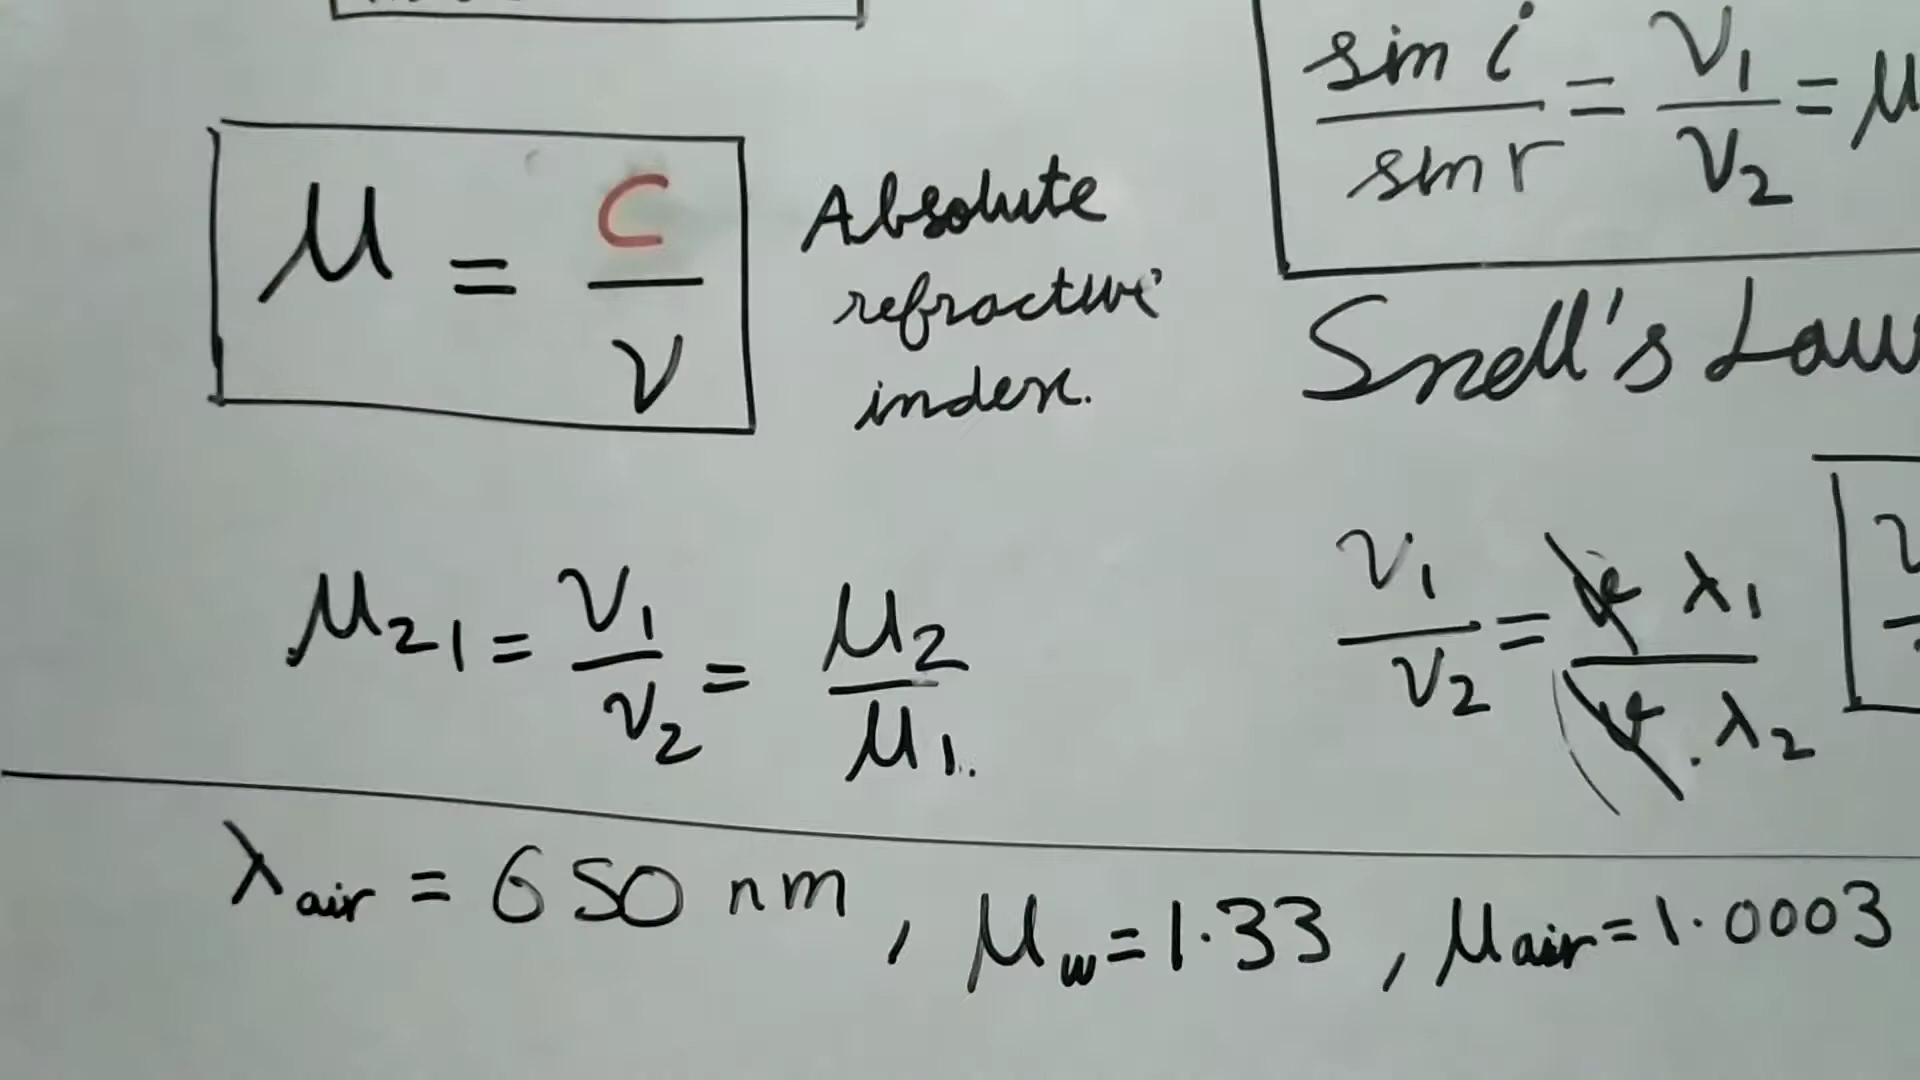 μ = C/v
Absolute
refractive
index.
sin i / sin r = v₁/v₂ = μ
Snell's Law
μ₂₁ = v₁/v₂ = μ₂/μ₁.
v₁/v₂ = λ₁ / . λ₂
λair = 650 nm, μw = 1.33, μair = 1.0003